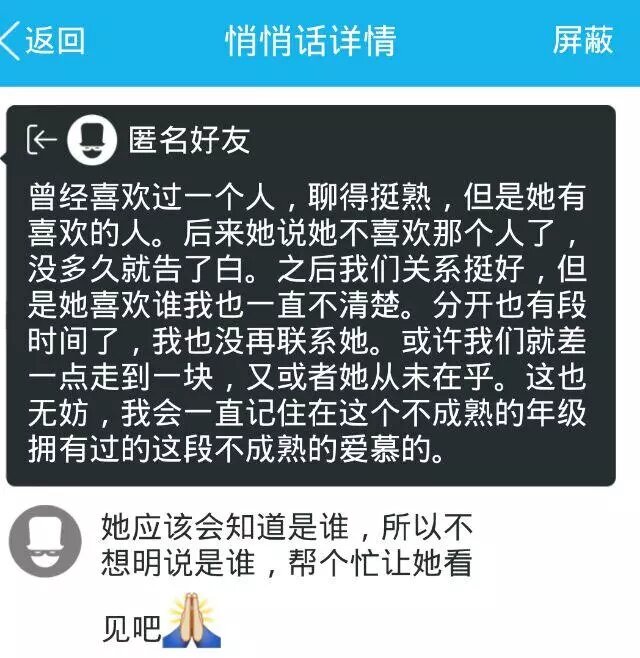 返回 悄悄话详情 屏蔽
匿名好友
曾经喜欢过一个人，聊得挺熟，但是她有
喜欢的人。后来她说她不喜欢那个人了，
没多久就告了白。之后我们关系挺好，但
是她喜欢谁我也一直不清楚。分开也有段
时间了，我也没再联系她。或许我们就差
一点走到一块，又或者她从未在乎。这也
无妨，我会一直记住在这个不成熟的年级
拥有过的这段不成熟的爱慕的。
她应该会知道是谁，所以不
想明说是谁，帮个忙让她看
见吧🙏